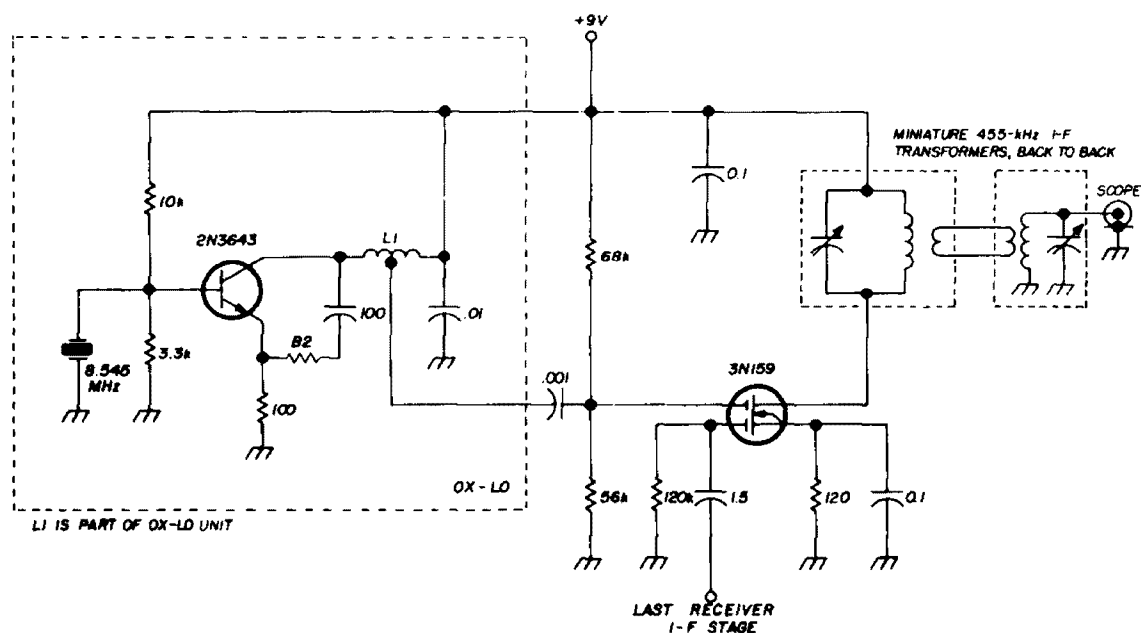 +9V
MINIATURE 455-kHz I-F
TRANSFORMERS, BACK TO BACK
SCOPE
0.1
10k
2N3643
L1
68k
100
.01
B2
3.3k
8.545
MHz
100
.001
3N159
56k
120k
1.5
120
0.1
OX-LO
L1 IS PART OF OX-LO UNIT
LAST RECEIVER
I-F STAGE